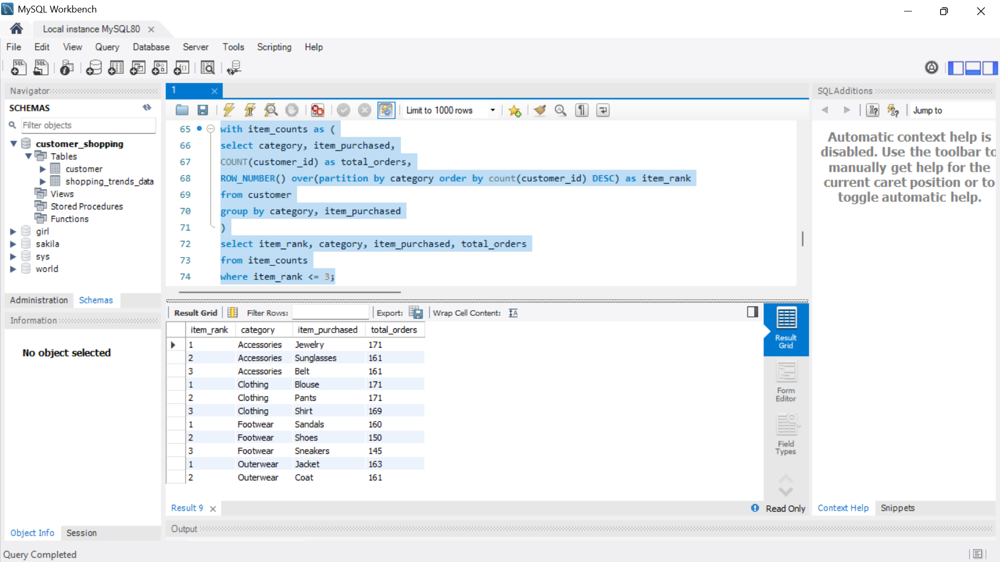 MySQL Workbench
Local instance MySQL80
File Edit View Query Database Server Tools Scripting Help
Navigator
SCHEMAS
Filter objects
customer_shopping
Tables
customer
shopping_trends_data
Views
Stored Procedures
Functions
girl
sakila
sys
world
Administration Schemas
Information
No object selected
Object Info Session
Query Completed
1
Limit to 1000 rows
65 with item_counts as (
66 select category, item_purchased,
67 COUNT(customer_id) as total_orders,
68 ROW_NUMBER() over(partition by category order by count(customer_id) DESC) as item_rank
69 from customer
70 group by category, item_purchased
71 )
72 select item_rank, category, item_purchased, total_orders
73 from item_counts
74 where item_rank <= 3;
Result Grid Filter Rows: Export: Wrap Cell Content:
item_rank category item_purchased total_orders
1 Accessories Jewelry 171
2 Accessories Sunglasses 161
3 Accessories Belt 161
1 Clothing Blouse 171
2 Clothing Pants 171
3 Clothing Shirt 169
1 Footwear Sandals 160
2 Footwear Shoes 150
3 Footwear Sneakers 145
1 Outerwear Jacket 163
2 Outerwear Coat 161
Result
Grid
Form
Editor
Field
Types
Result 9
Read Only
Output
SQLAdditions
Jump to
Automatic context help is
disabled. Use the toolbar to
manually get help for the
current caret position or to
toggle automatic help.
Context Help Snippets